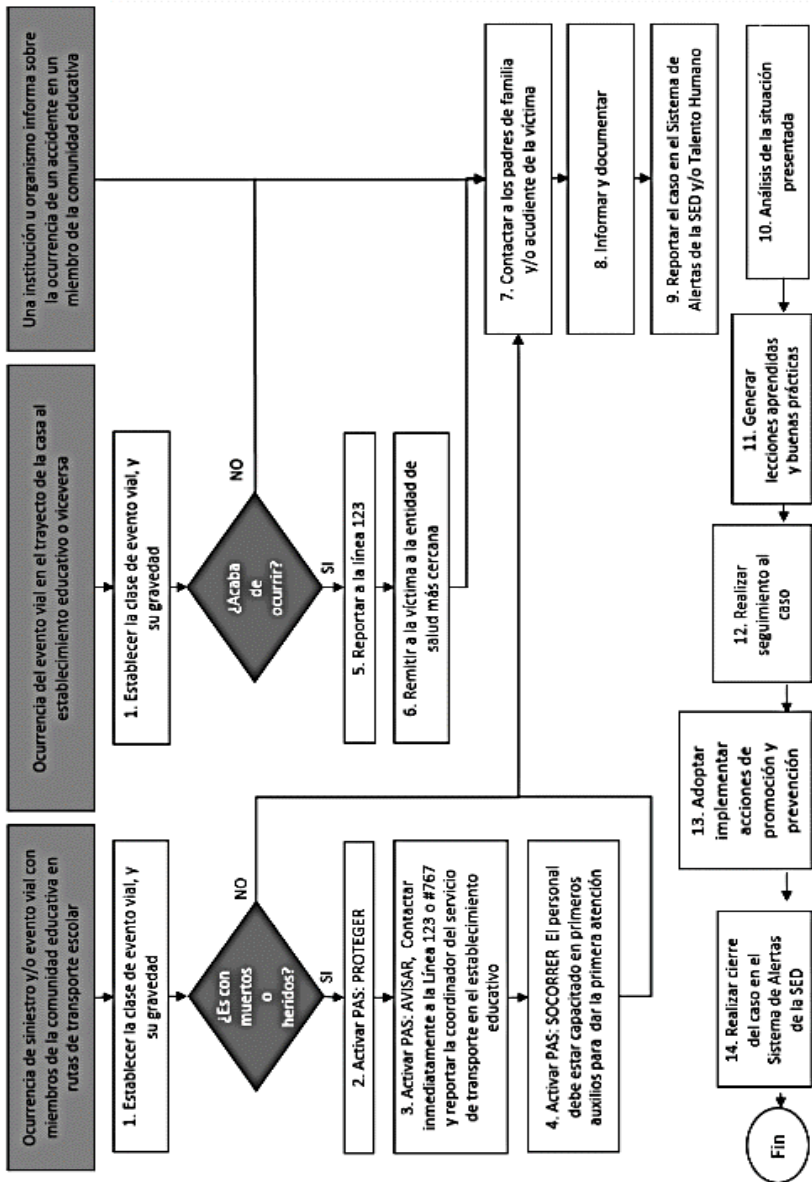 Ocurrencia de siniestro y/o evento vial con
miembros de la comunidad educativa en
rutas de transporte escolar
1. Establecer la clase de evento vial, y
su gravedad
¿Es con
muertos
o
heridos?
NO
SI
2. Activar PAS: PROTEGER
3. Activar PAS: AVISAR, Contactar
inmediatamente a la Línea 123 o #767
y reportar la coordinador del servicio
de transporte en el establecimiento
educativo
4. Activar PAS: SOCORRER El personal
debe estar capacitado en primeros
auxilios para dar la primera atención
Ocurrencia del evento vial en el trayecto de la casa al
establecimiento educativo o viceversa
1. Establecer la clase de evento vial, y
su gravedad
¿Acaba
de
ocurrir?
NO
SI
5. Reportar a la línea 123
6. Remitir a la víctima a la entidad de
salud más cercana
Una institución u organismo informa sobre
la ocurrencia de un accidente en un
miembro de la comunidad educativa
7. Contactar a los padres de familia
y/o acudiente de la víctima
8. Informar y documentar
9. Reportar el caso en el Sistema de
Alertas de la SED y/o Talento Humano
10. Análisis de la situación
presentada
11. Generar
lecciones aprendidas
y buenas prácticas
12. Realizar
seguimiento al
caso
13. Adoptar
implementar
acciones de
promoción y
prevención
14. Realizar cierre
del caso en el
Sistema de Alertas
de la SED
Fin